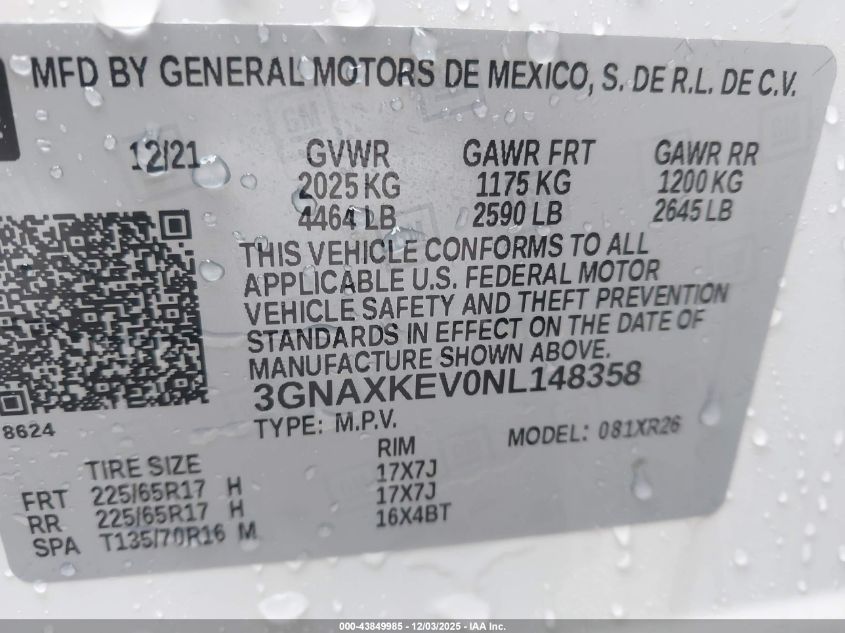 MFD BY GENERAL MOTORS DE MEXICO, S. DE R.L. DE C.V.
12/21 GVWR GAWR FRT GAWR RR
2025 KG 1175 KG 1200 KG
4464 LB 2590 LB 2645 LB
THIS VEHICLE CONFORMS TO ALL
APPLICABLE U.S. FEDERAL MOTOR
VEHICLE SAFETY AND THEFT PREVENTION
STANDARDS IN EFFECT ON THE DATE OF
MANUFACTURE SHOWN ABOVE.
3GNAXKEV0NL148358
8624
TYPE: M.P.V. MODEL: 081XR26
TIRE SIZE RIM
FRT 225/65R17 H 17X7J
RR 225/65R17 H 17X7J
SPA T135/70R16 M 16X4BT
000-43849985 - 12/03/2025 - IAA Inc.